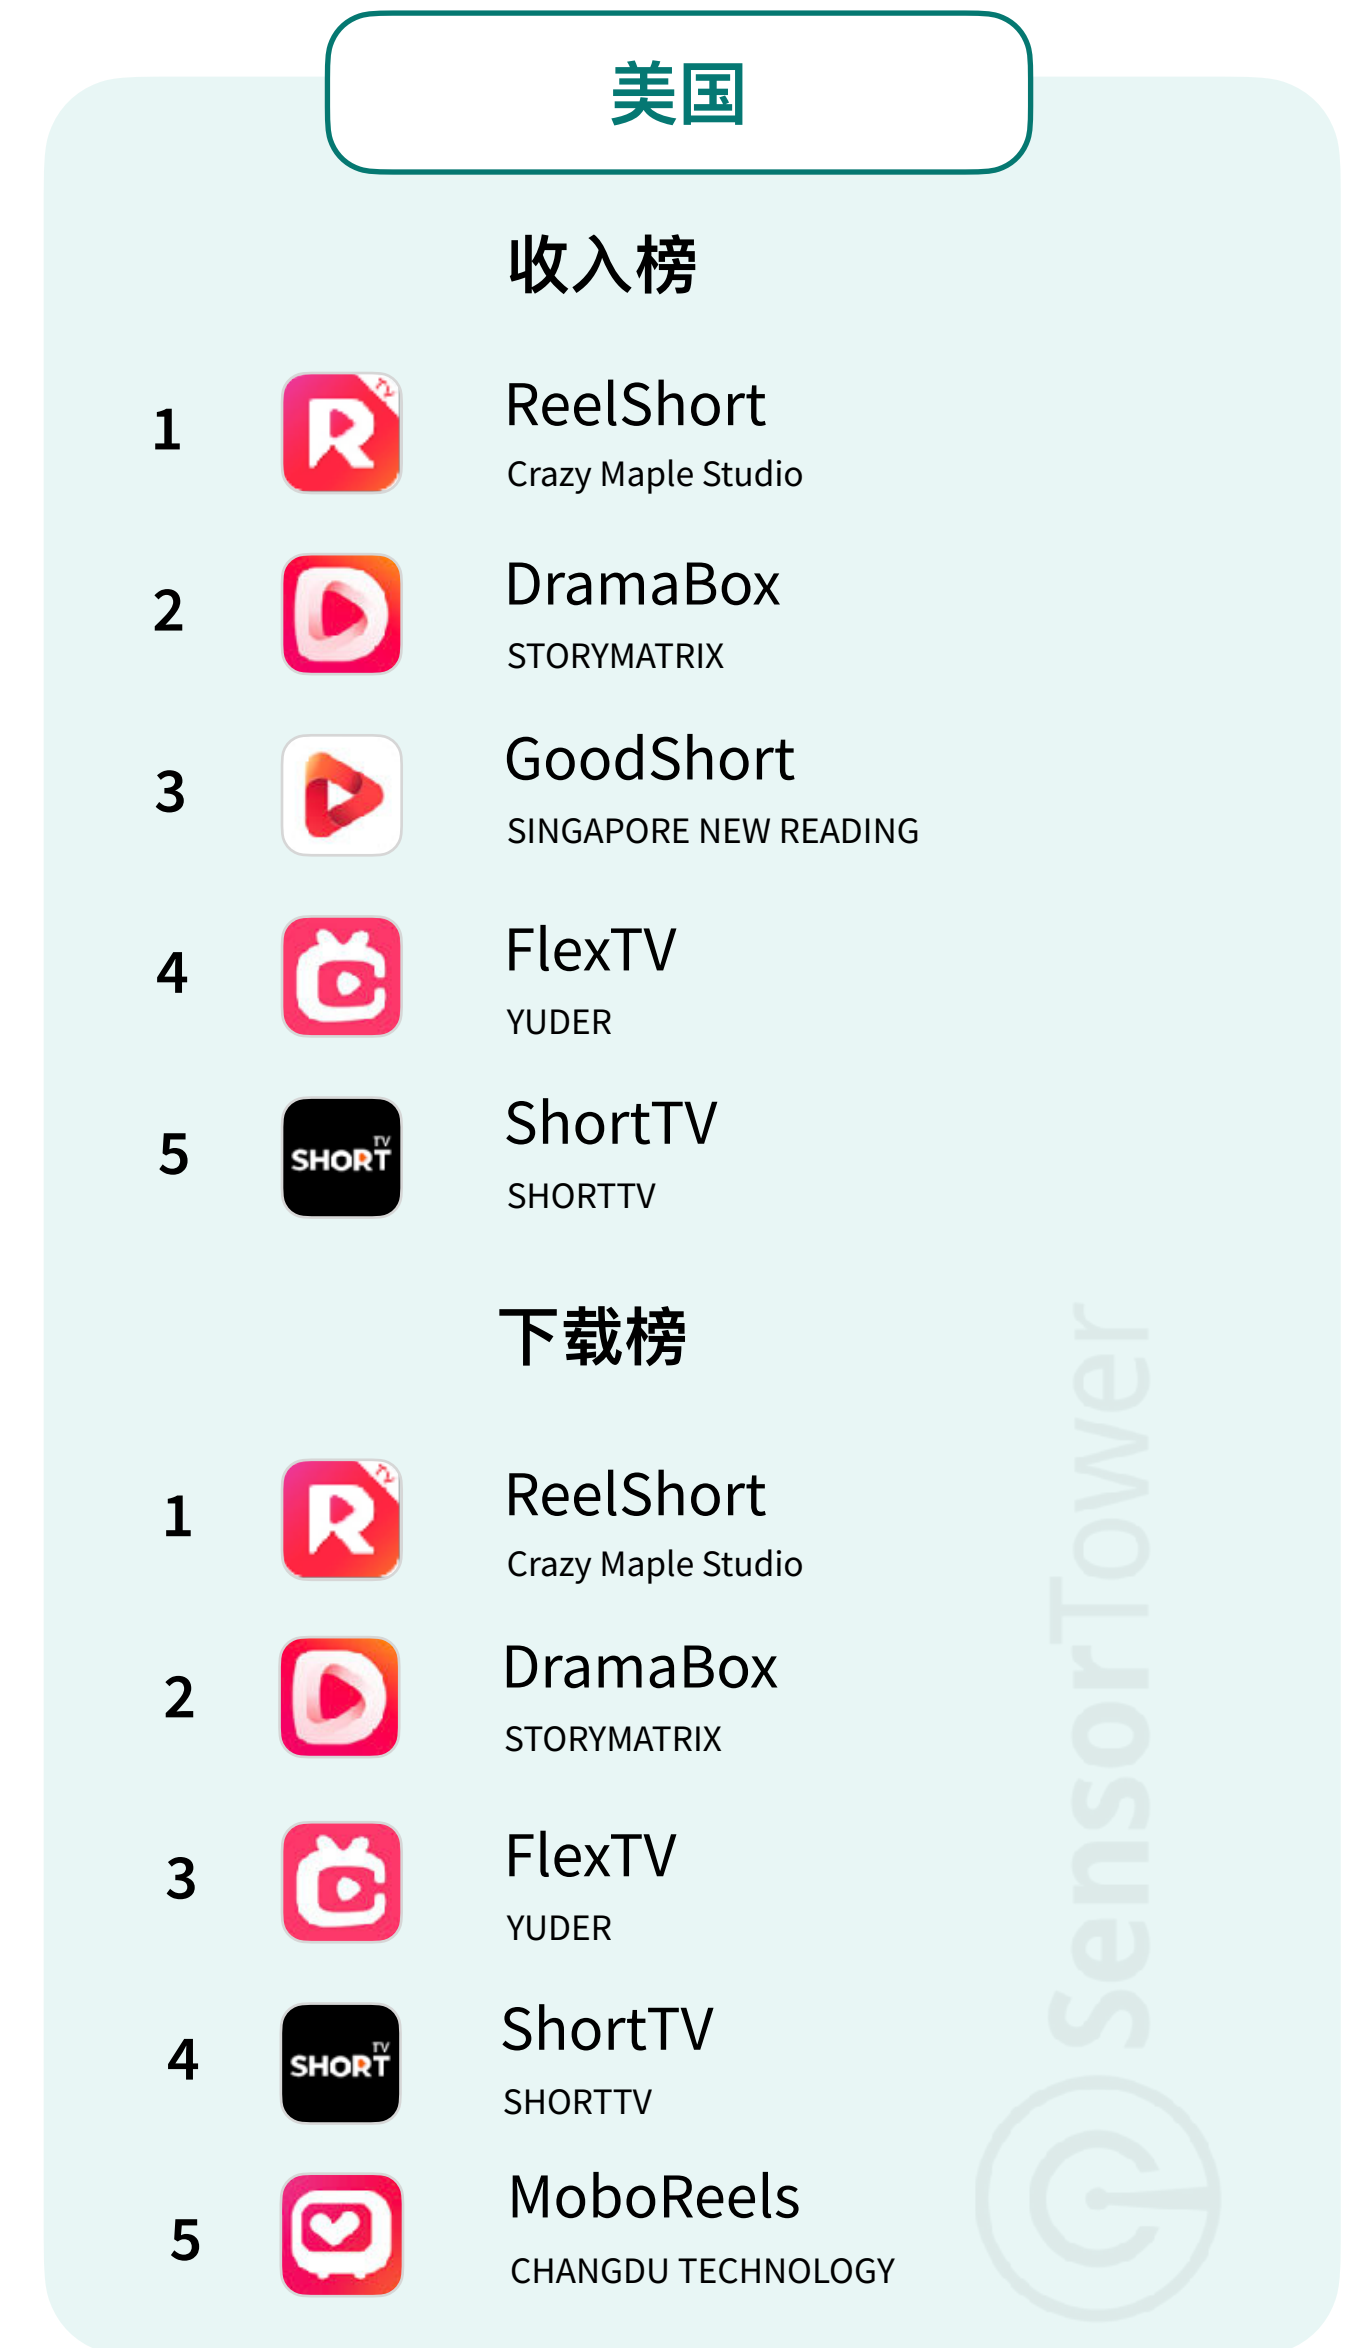 美国
收入榜
1
ReelShort
Crazy Maple Studio
2
DramaBox
STORYMATRIX
3
GoodShort
SINGAPORE NEW READING
4
FlexTV
YUDER
5
TV
SHORT
ShortTV
SHORTTV
下载榜
1
ReelShort
Crazy Maple Studio
2
DramaBox
STORYMATRIX
3
FlexTV
YUDER
4
TV
SHORT
ShortTV
SHORTTV
5
MoboReels
CHANGDU TECHNOLOGY
SensorTower